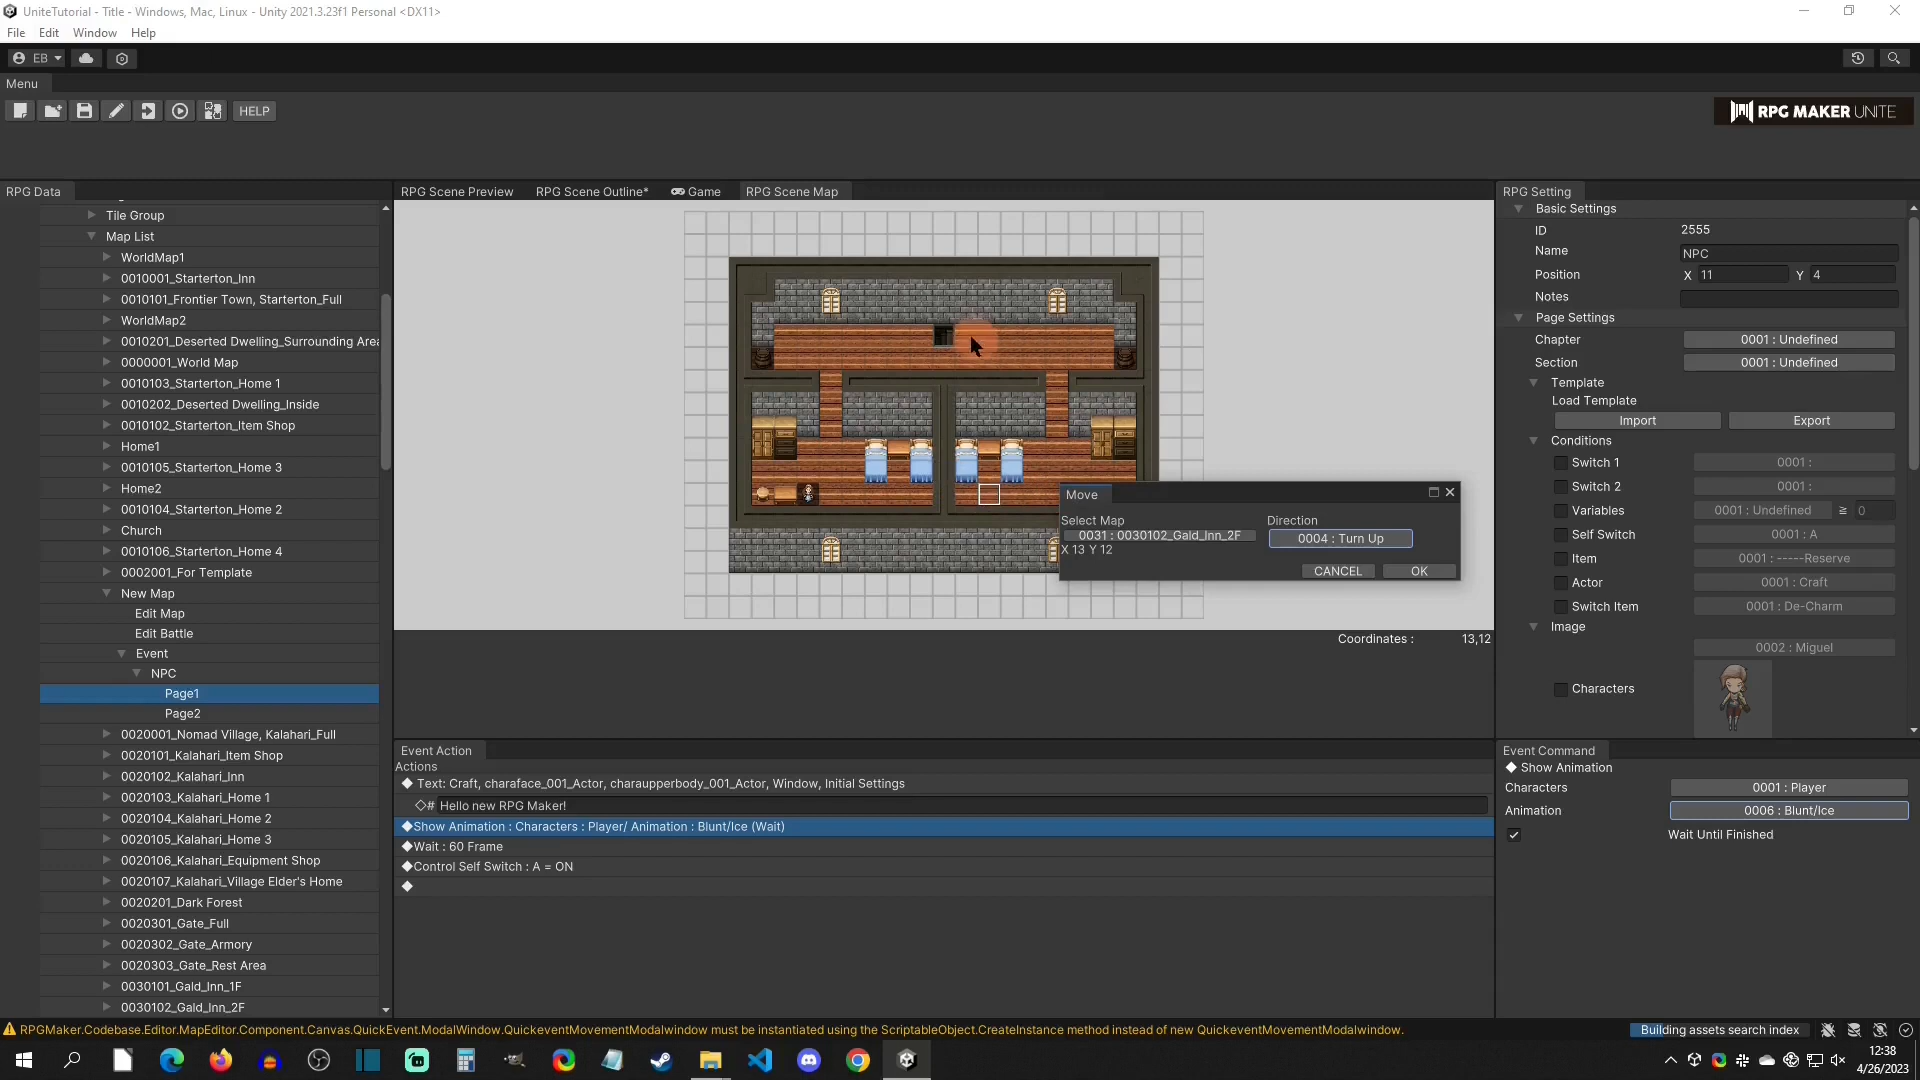 UniteTutorial - Title - Windows, Mac, Linux - Unity 2021.3.23f1 Personal <DX11>
File Edit Window Help
EB
Menu
HELP
RPG MAKER UNITE
RPG Data
RPG Scene Preview RPG Scene Outline* Game RPG Scene Map
RPG Setting
Tile Group
Map List
WorldMap1
0010001_Starterton_Inn
0010101_Frontier Town, Starterton_Full
WorldMap2
0010201_Deserted Dwelling_Surrounding Area
0000001_World Map
0010103_Starterton_Home 1
0010202_Deserted Dwelling_Inside
0010102_Starterton_Item Shop
Home1
0010105_Starterton_Home 3
Home2
0010104_Starterton_Home 2
Church
0010106_Starterton_Home 4
0002001_For Template
New Map
Edit Map
Edit Battle
Event
NPC
Page1
Page2
0020001_Nomad Village, Kalahari_Full
0020101_Kalahari_Item Shop
0020102_Kalahari_Inn
0020103_Kalahari_Home 1
0020104_Kalahari_Home 2
0020105_Kalahari_Home 3
0020106_Kalahari_Equipment Shop
0020107_Kalahari_Village Elder's Home
0020201_Dark Forest
0020301_Gate_Full
0020302_Gate_Armory
0020303_Gate_Rest Area
0030101_Gald_Inn_1F
0030102_Gald_Inn_2F
Move
Select Map
0031 : 0030102_Gald_Inn_2F
X 13 Y 12
Direction
0004 : Turn Up
CANCEL OK
Coordinates : 13,12
Event Action
Actions
Text: Craft, charaface_001_Actor, charaupperbody_001_Actor, Window, Initial Settings
# Hello new RPG Maker!
Show Animation : Characters : Player/ Animation : Blunt/Ice (Wait)
Wait : 60 Frame
Control Self Switch : A = ON
Basic Settings
ID 2555
Name NPC
Position X 11 Y 4
Notes
Page Settings
Chapter 0001 : Undefined
Section 0001 : Undefined
Template
Load Template
Import Export
Conditions
Switch 1 0001 :
Switch 2 0001 :
Variables 0001 : Undefined ≥ 0
Self Switch 0001 : A
Item 0001 : -----Reserve
Actor 0001 : Craft
Switch Item 0001 : De-Charm
Image
0002 : Miguel
Characters
Event Command
Show Animation
Characters 0001 : Player
Animation 0006 : Blunt/Ice
Wait Until Finished
RPGMaker.Codebase.Editor.MapEditor.Component.Canvas.QuickEvent.ModalWindow.QuickeventMovementModalwindow must be instantiated using the ScriptableObject.CreateInstance method instead of new QuickeventMovementModalwindow.
Building assets search index
12:38
4/26/2023